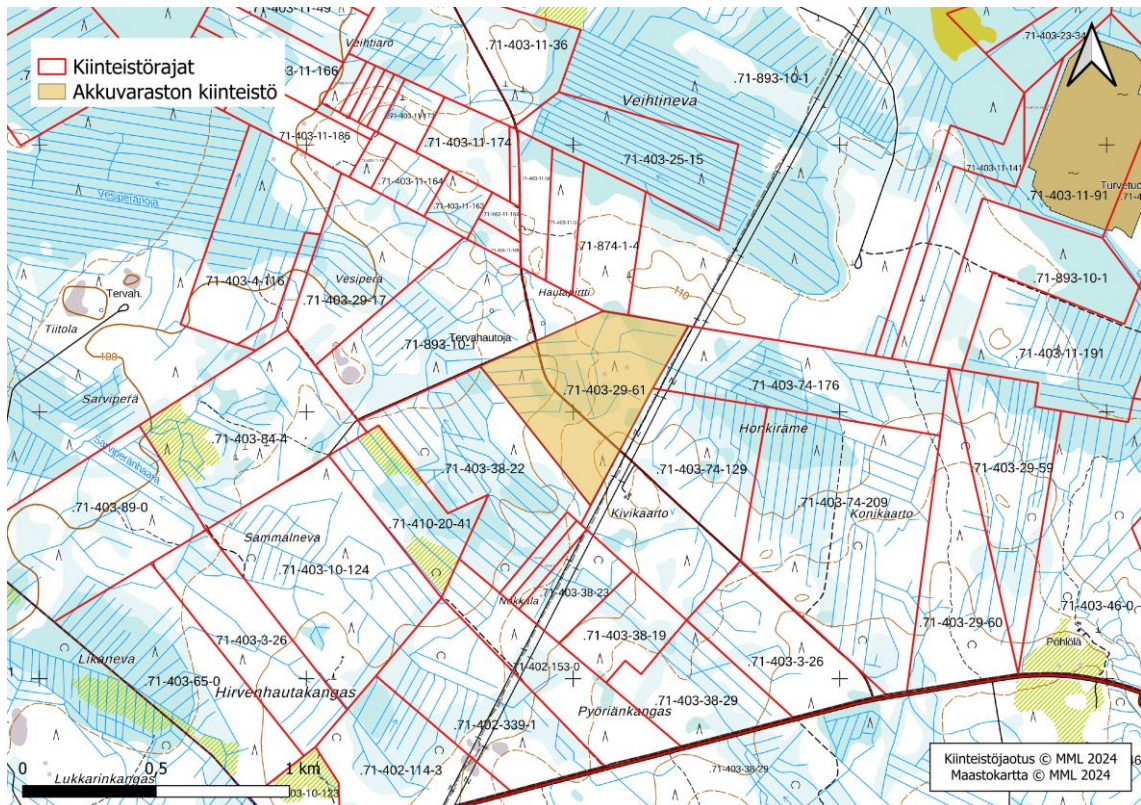 .71-403-11-49
.71-403-11-36
.71-403-23-34
Veihtiaro
Kiinteistörajat
Akkuvaraston kiinteistö
03-11-166
.71-893-10-1
Veihtineva
71-403-11-173
.71-403-11-186
.71-403-11-174
.71-403-25-15
71-403-11-141
.71-403-11-164
.71-403-11-91
Turvetuo
Vesiperänoja
.71-403-11-163
.71-874-1-4
71-403-4-116
Vesiperä
.71-403-29-17
Hautapirtti
110
.71-893-10-1
Tervah.
Tiitola
100
Tervahautoja
.71-893-10-1
.71-403-11-191
.71-403-29-61
.71-403-74-176
Sarviperä
Honkiräme
.71-403-84-4
Sarviperänhaara
.71-403-38-22
.71-403-74-129
.71-403-29-59
.71-403-89-0
.71-403-74-209
Kivikaarto
Konikaarto
.71-410-20-41
Sammalneva
.71-403-10-124
Nokkala
.71-403-38-23
.71-403-46-0
.71-403-3-26
.71-403-38-19
.71-403-29-60
Pöhlölä
Likaneva
.71-403-65-0
71-402-153-0
.71-403-3-26
Hirvenhautakangas
.71-403-38-29
Pyöriänkangas
.71-402-339-1
0
0,5
1 km
.71-402-114-3
.71-403-38-29
Lukkarinkangas
03-10-123
Kiinteistöjaotus © MML 2024
Maastokartta © MML 2024